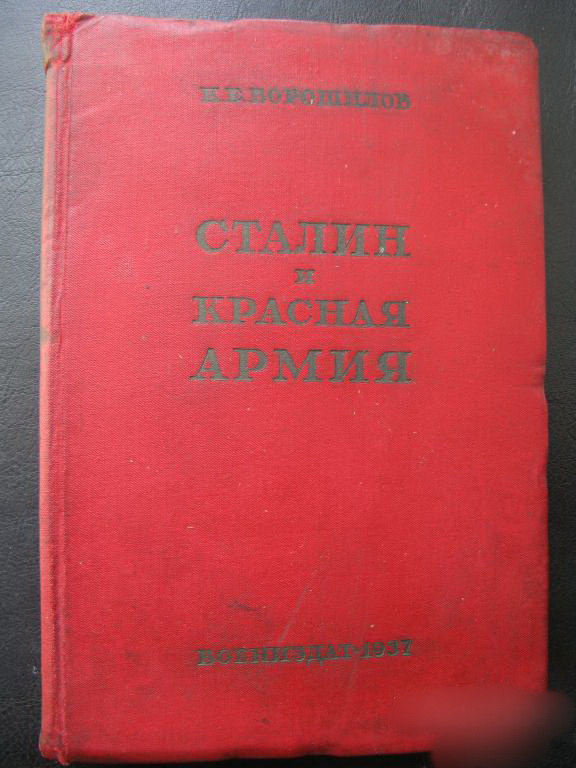 К. Е. ВОРОШИЛОВ
СТАЛИН
и
КРАСНАЯ
АРМИЯ
ВОЕНИЗДАТ-1937